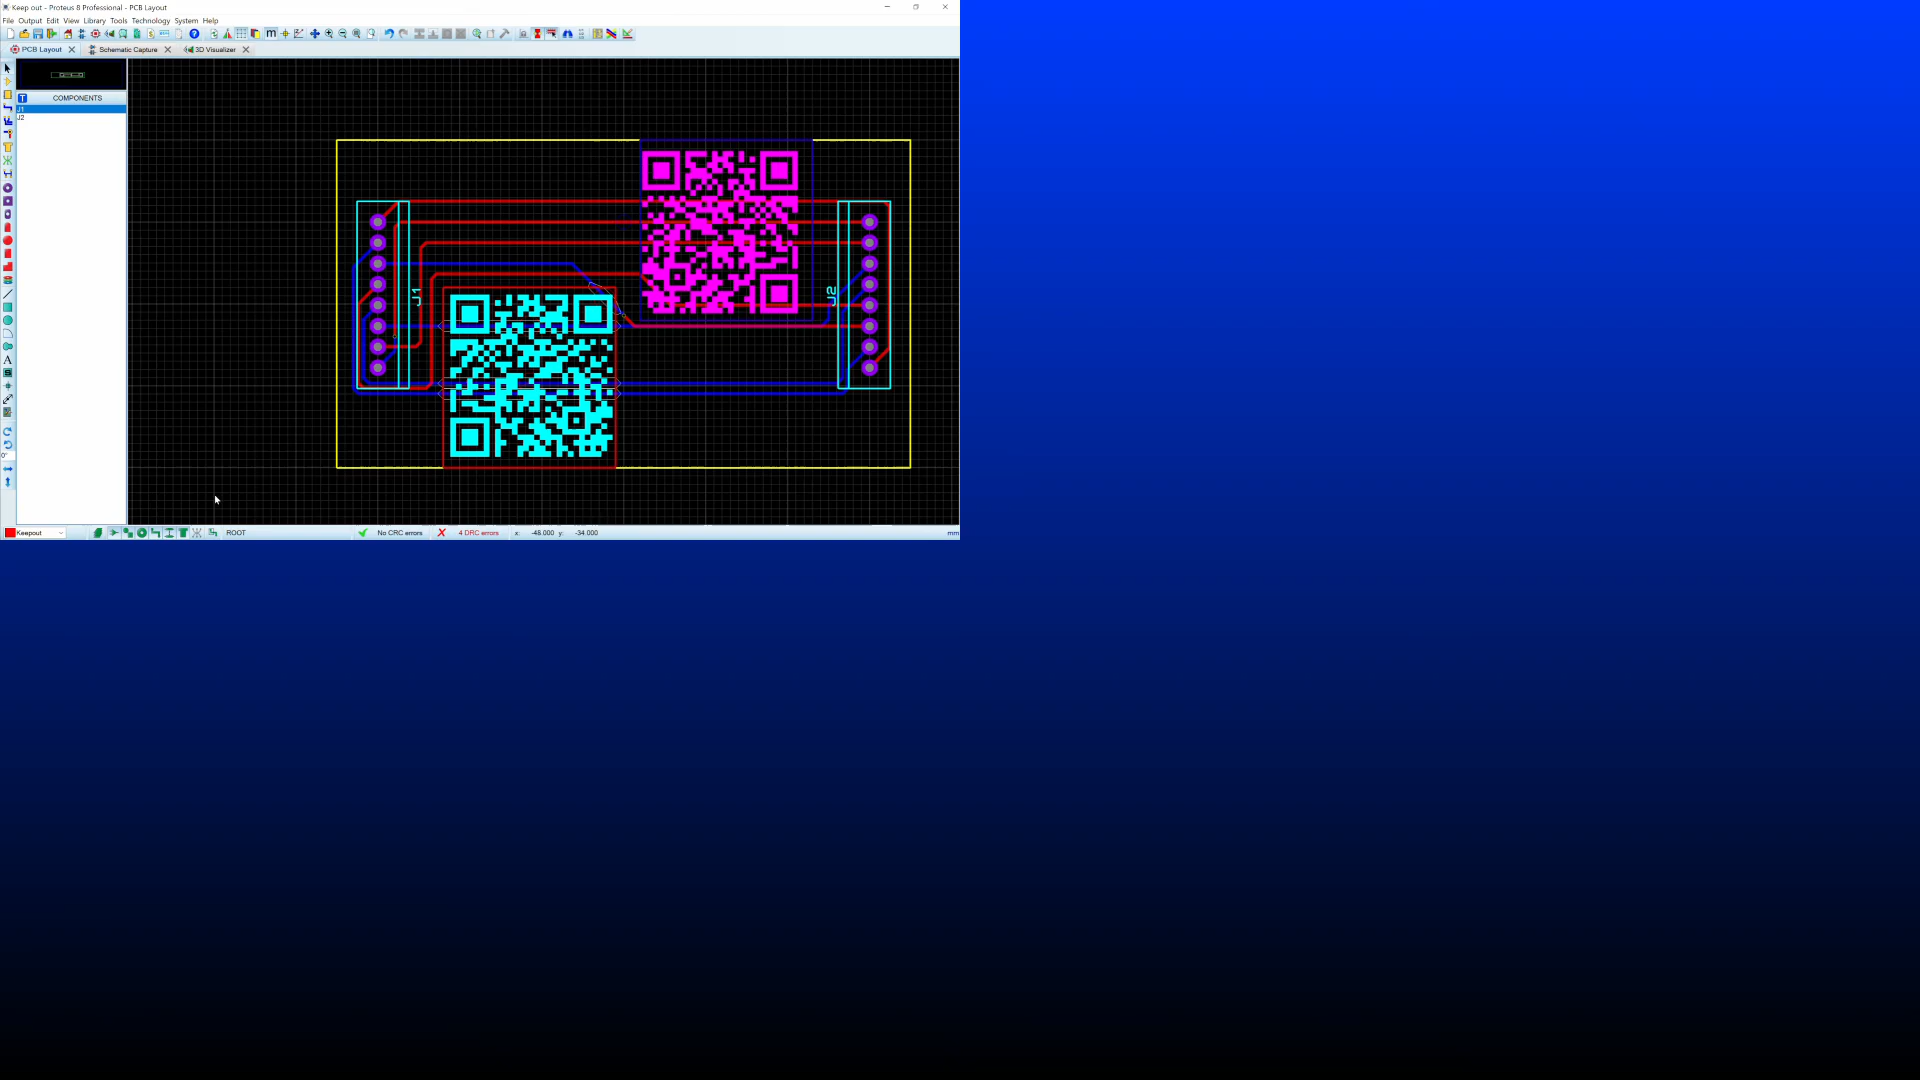 Keep out - Proteus 8 Professional - PCB Layout
File Output Edit View Library Tools Technology System Help
PCB Layout
Schematic Capture
3D Visualizer
COMPONENTS
J1
J2
J1
J2
0°
Keepout
ROOT
No CRC errors
4 DRC errors
x: -48.000 y: -34.000
mm